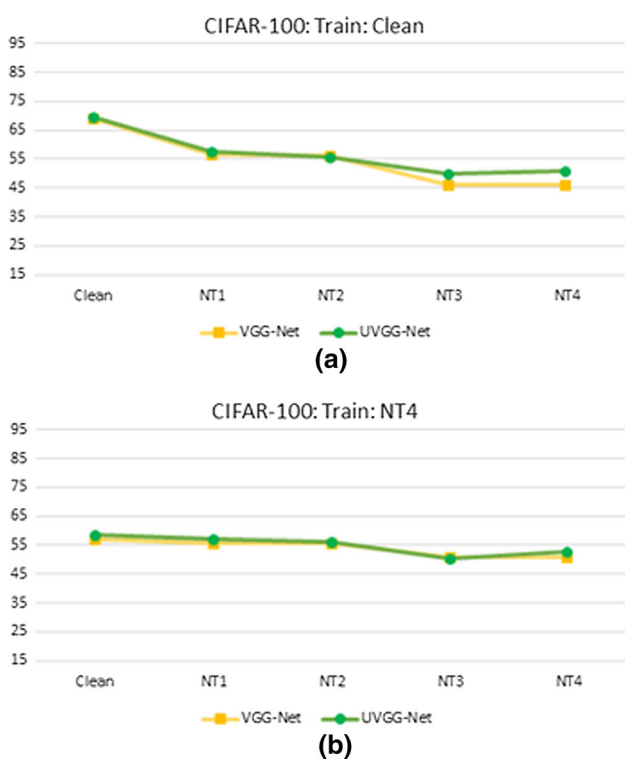 CIFAR-100: Train: Clean
95
85
75
65
55
45
35
25
15
Clean NT1 NT2 NT3 NT4
VGG-Net UVGG-Net
(a)
CIFAR-100: Train: NT4
95
85
75
65
55
45
35
25
15
Clean NT1 NT2 NT3 NT4
VGG-Net UVGG-Net
(b)